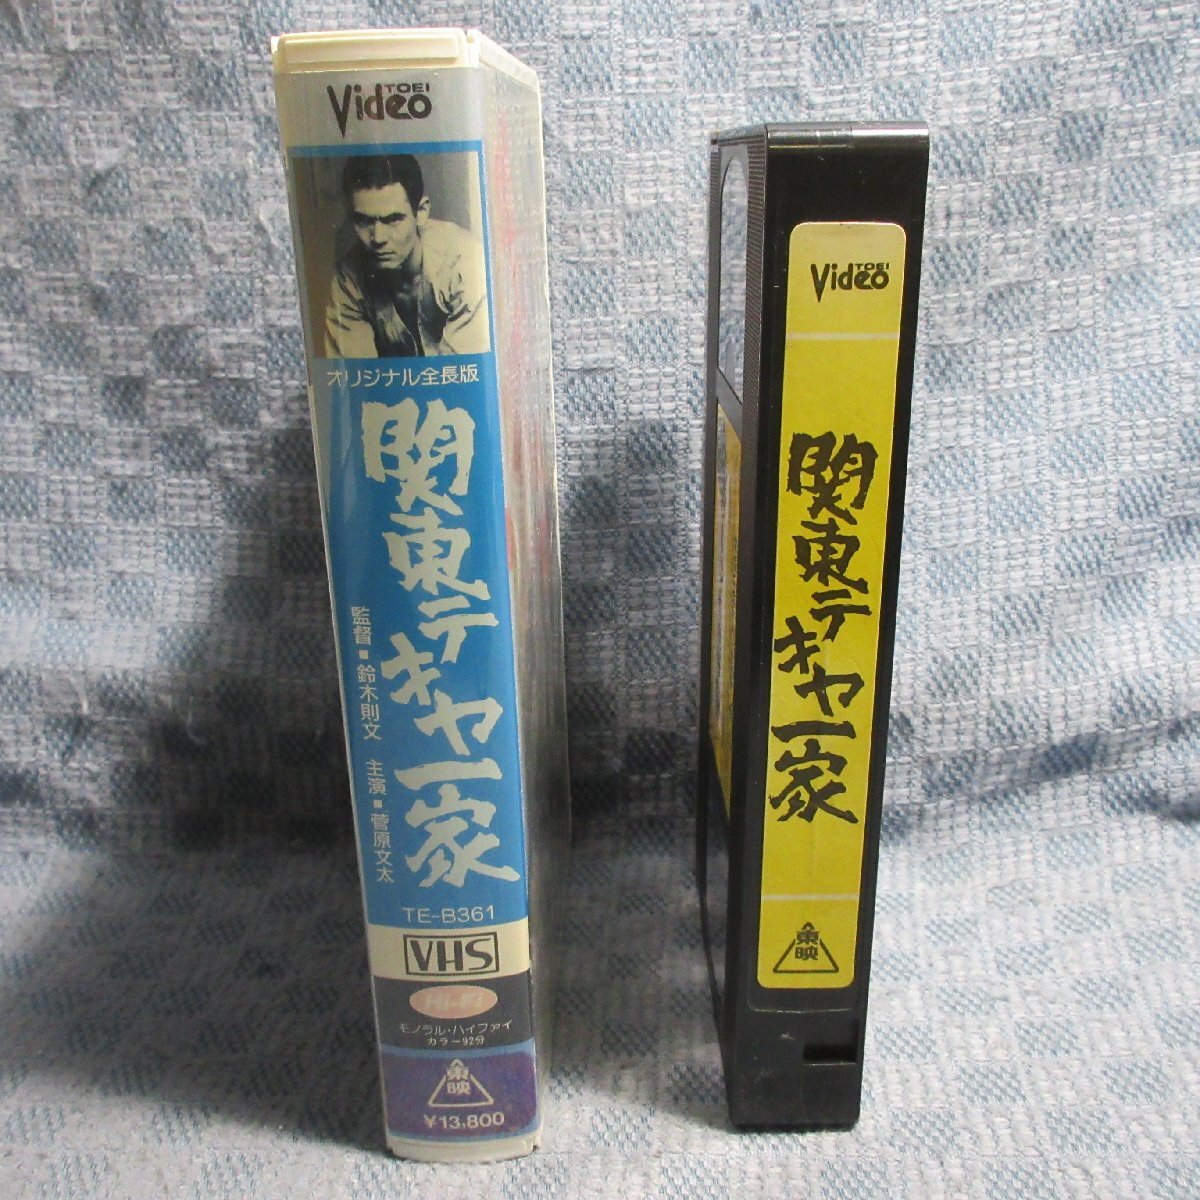 TOEI
Video
オリジナル全長版
関東テキヤ一家
監督■鈴木則文 主演■菅原文太
TE-B361
VHS
Hi-Fi
モノラル・ハイファイ
カラー92分
東映
¥13,800
TOEI
Video
関東テキヤ一家
東映